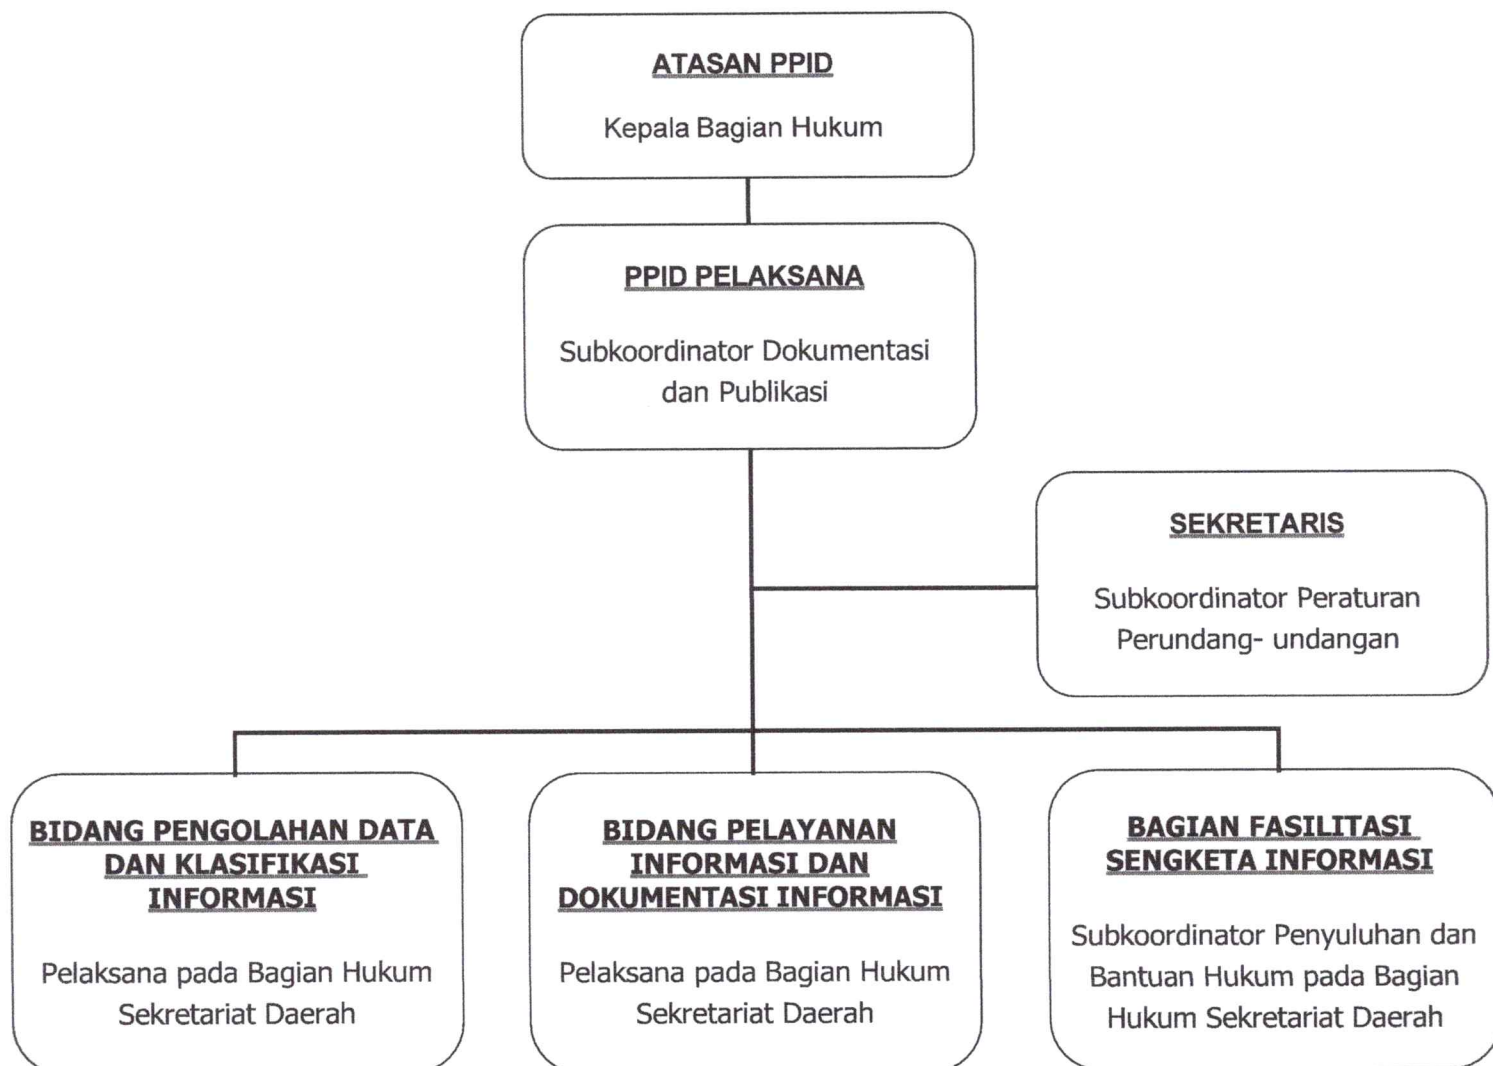 ATASAN PPID
Kepala Bagian Hukum
PPID PELAKSANA
Subkoordinator Dokumentasi
dan Publikasi
SEKRETARIS
Subkoordinator Peraturan
Perundang- undangan
BIDANG PENGOLAHAN DATA
DAN KLASIFIKASI
INFORMASI
Pelaksana pada Bagian Hukum
Sekretariat Daerah
BIDANG PELAYANAN
INFORMASI DAN
DOKUMENTASI INFORMASI
Pelaksana pada Bagian Hukum
Sekretariat Daerah
BAGIAN FASILITASI
SENGKETA INFORMASI
Subkoordinator Penyuluhan dan
Bantuan Hukum pada Bagian
Hukum Sekretariat Daerah